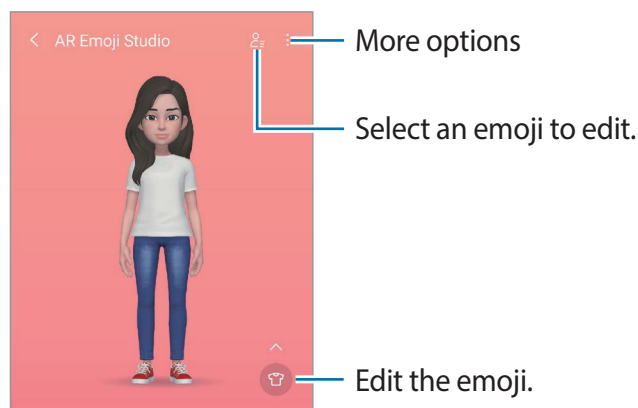 AR Emoji Studio
More options
Select an emoji to edit.
Edit the emoji.